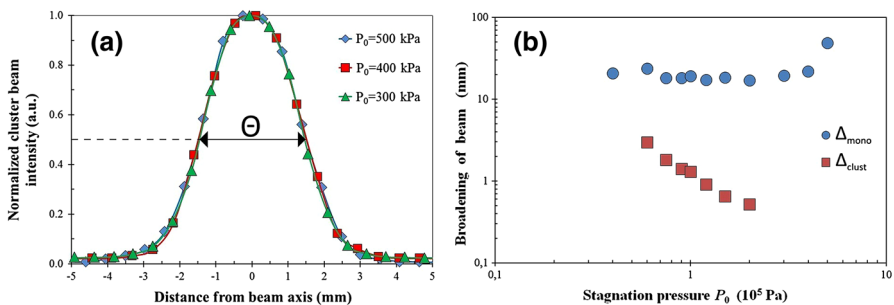 (a)
P₀=500 kPa
P₀=400 kPa
P₀=300 kPa
Θ
Normalized cluster beam
intensity (a.u.)
1.0
0.8
0.6
0.4
0.2
0.0
-5 -4 -3 -2 -1 0 1 2 3 4 5
Distance from beam axis (mm)
(b)
Broadening of beam (mm)
100
10
1
0,1
Δmono
Δclust
0,1 1 10
Stagnation pressure P₀ (10⁵ Pa)